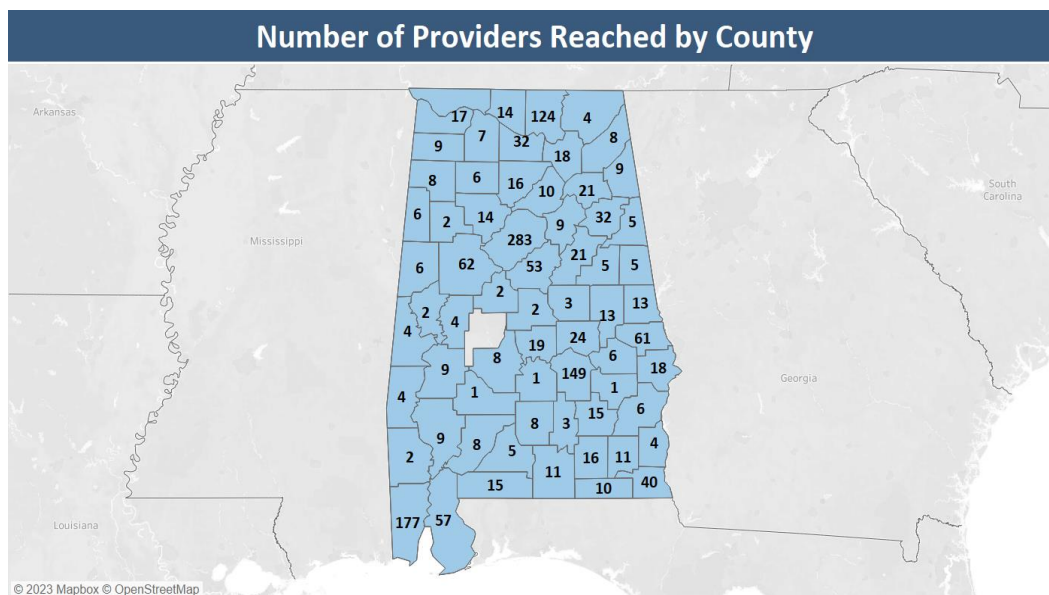 Number of Providers Reached by County
Arkansas
17 14 124 4
9 7 32 18 8
8 6 16 10 21 9
South
Carolina
6 2 14 9 32 5
Mississippi
283
6 62 53 21 5 5
2
4 2 4 2 3 13 13
19 24 61
8 6
9 1 149 18
4 1 1
8 3 15 6
Georgia
9 8 5 16 11 4
2 11
15 10 40
177 57
Louisiana
© 2023 Mapbox © OpenStreetMap